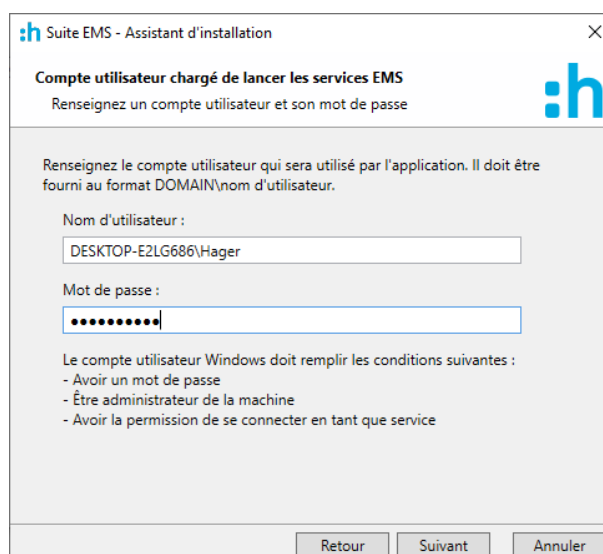 :h Suite EMS - Assistant d'installation
Compte utilisateur chargé de lancer les services EMS
Renseignez un compte utilisateur et son mot de passe
:h
Renseignez le compte utilisateur qui sera utilisé par l'application. Il doit être
fourni au format DOMAIN\nom d'utilisateur.
Nom d'utilisateur :
DESKTOP-E2LG686\Hager
Mot de passe :
●●●●●●●●●●
Le compte utilisateur Windows doit remplir les conditions suivantes :
- Avoir un mot de passe
- Être administrateur de la machine
- Avoir la permission de se connecter en tant que service
Retour Suivant Annuler